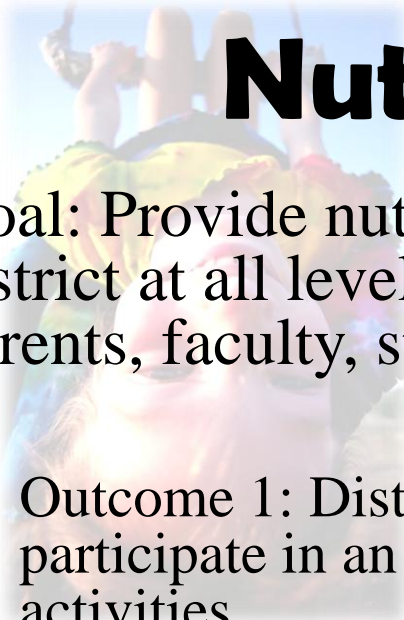 Nut
oal: Provide nut
strict at all level
rents, faculty, s
Outcome 1: Dist
participate in an
activities